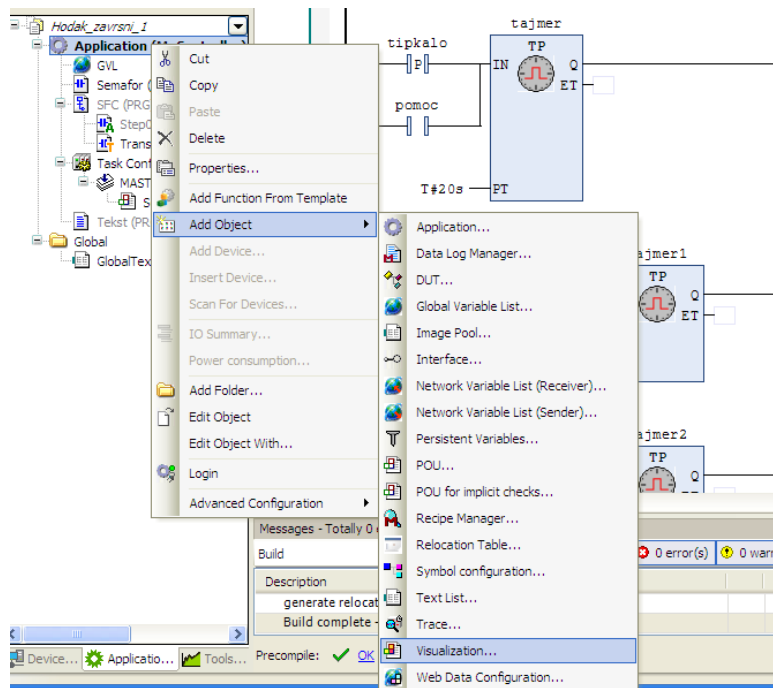 Hodak_zavrsni_1
Application
GVL
Semafor (
SFC (PRG
Task Conf
MAST
Tekst (PR
Global
GlobalTex
Cut
Copy
Paste
Delete
Properties...
Add Function From Template
Add Object
Add Device...
Insert Device...
Scan For Devices...
IO Summary...
Power consumption...
Add Folder...
Edit Object
Edit Object With...
Login
Advanced Configuration
Application...
Data Log Manager...
DUT...
Global Variable List...
Image Pool...
Interface...
Network Variable List (Receiver)...
Network Variable List (Sender)...
Persistent Variables...
POU...
POU for implicit checks...
Recipe Manager...
Relocation Table...
Symbol configuration...
Text List...
Trace...
Visualization...
Web Data Configuration...
tajmer
tipkalo
TP
P
IN
Q
ET
pomoc
T#20s
PT
ajmer1
TP
Q
ET
ajmer2
TP
Q
Messages - Totally 0
Build
0 error(s)
0 warn
Description
generate relocat
Build complete -
Precompile: OK
Device...
Applicatio...
Tools...